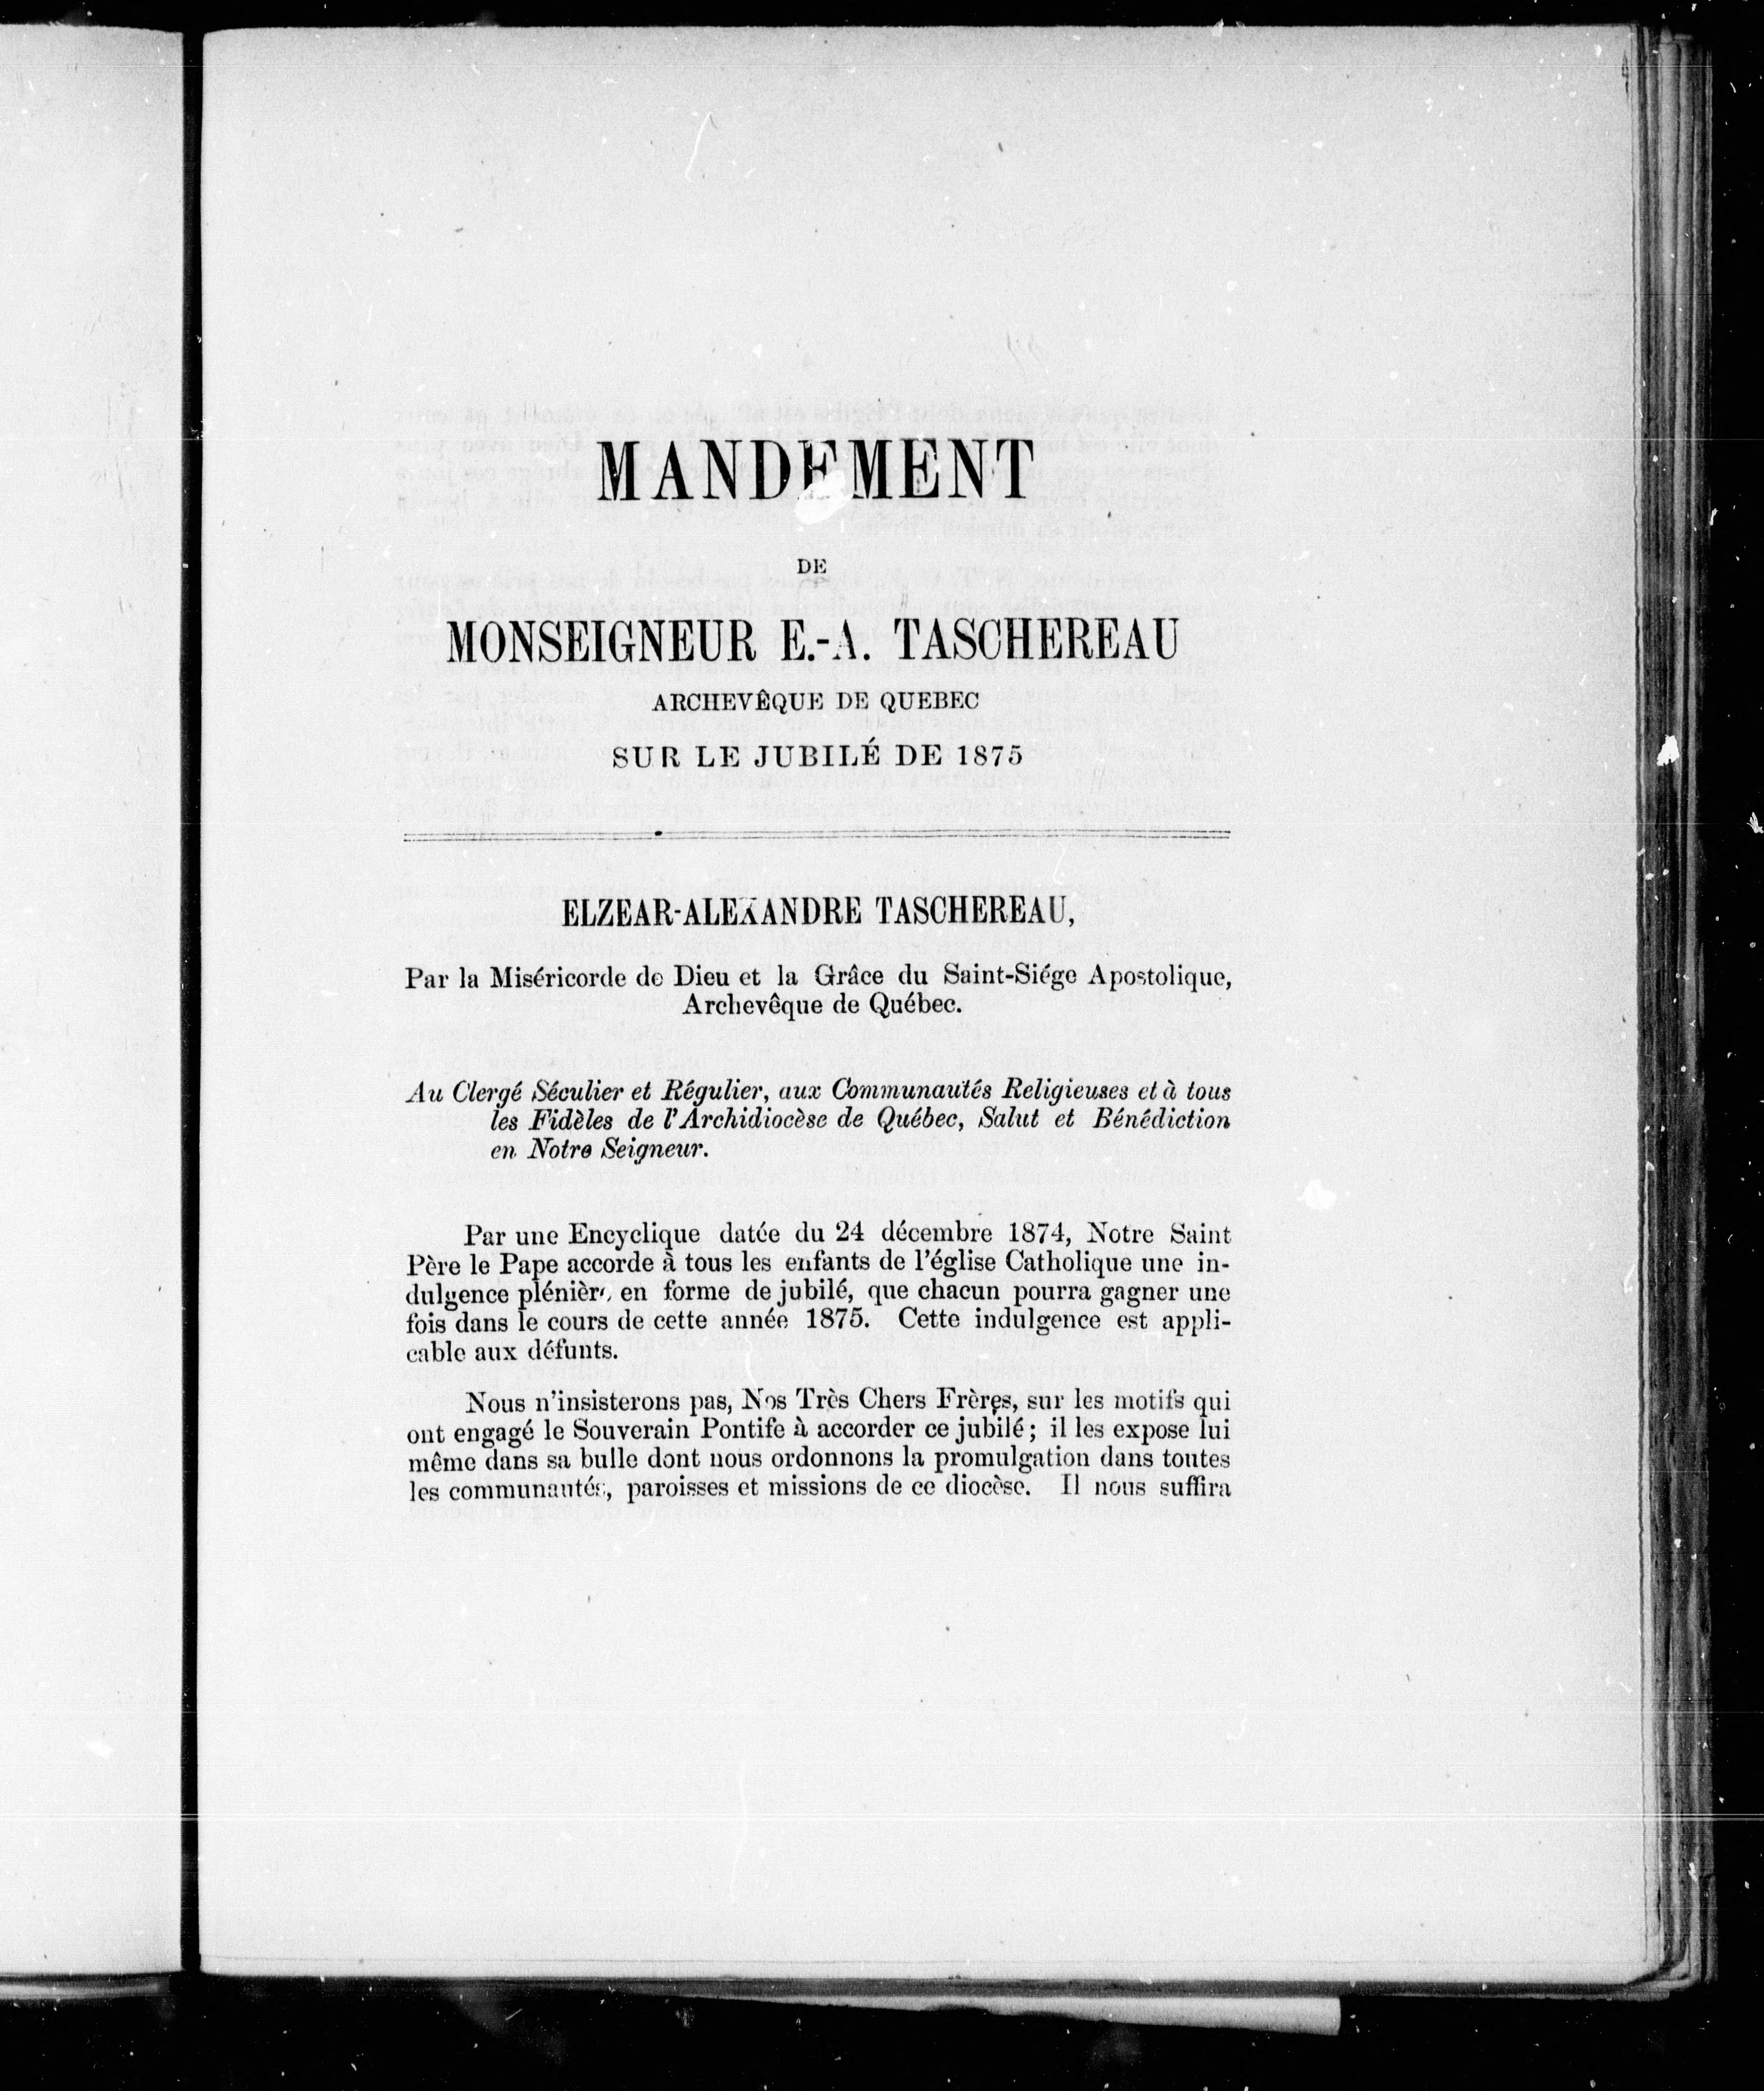 MANDEMENT
DE
MONSEIGNEUR E.-A. TASCHEREAU
ARCHEVÊQUE DE QUEBEC
SUR LE JUBILÉ DE 1875
ELZEAR-ALEXANDRE TASCHEREAU,
Par la Miséricorde de Dieu et la Grâce du Saint-Siége Apostolique,
Archevêque de Québec.
Au Clergé Séculier et Régulier, aux Communautés Religieuses et à tous
les Fidèles de l'Archidiocèse de Québec, Salut et Bénédiction
en Notre Seigneur.
Par une Encyclique datée du 24 décembre 1874, Notre Saint
Père le Pape accorde à tous les enfants de l'église Catholique une in-
dulgence plénière, en forme de jubilé, que chacun pourra gagner une
fois dans le cours de cette année 1875. Cette indulgence est appli-
cable aux défunts.
Nous n'insisterons pas, Nos Très Chers Frères, sur les motifs qui
ont engagé le Souverain Pontife à accorder ce jubilé; il les expose lui
même dans sa bulle dont nous ordonnons la promulgation dans toutes
les communautés, paroisses et missions de ce diocèse. Il nous suffira